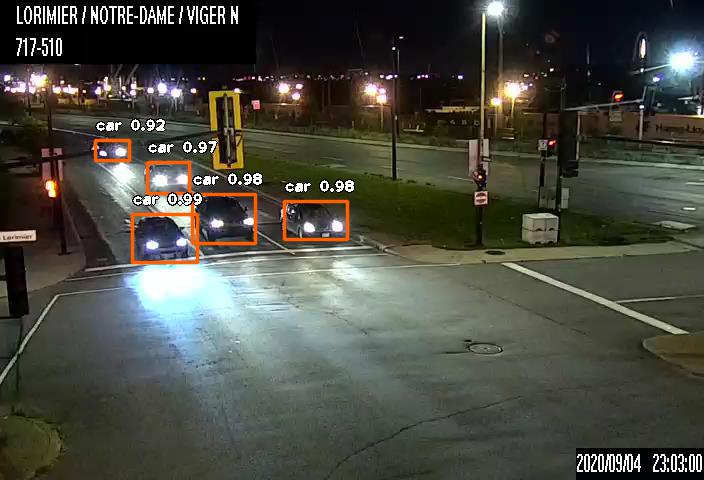 LORIMIER / NOTRE-DAME / VIGER N
717-510
car 0.92
car 0.97
car 0.98
car 0.98
car 0.99
Lorimier
2020/09/04 23:03:00